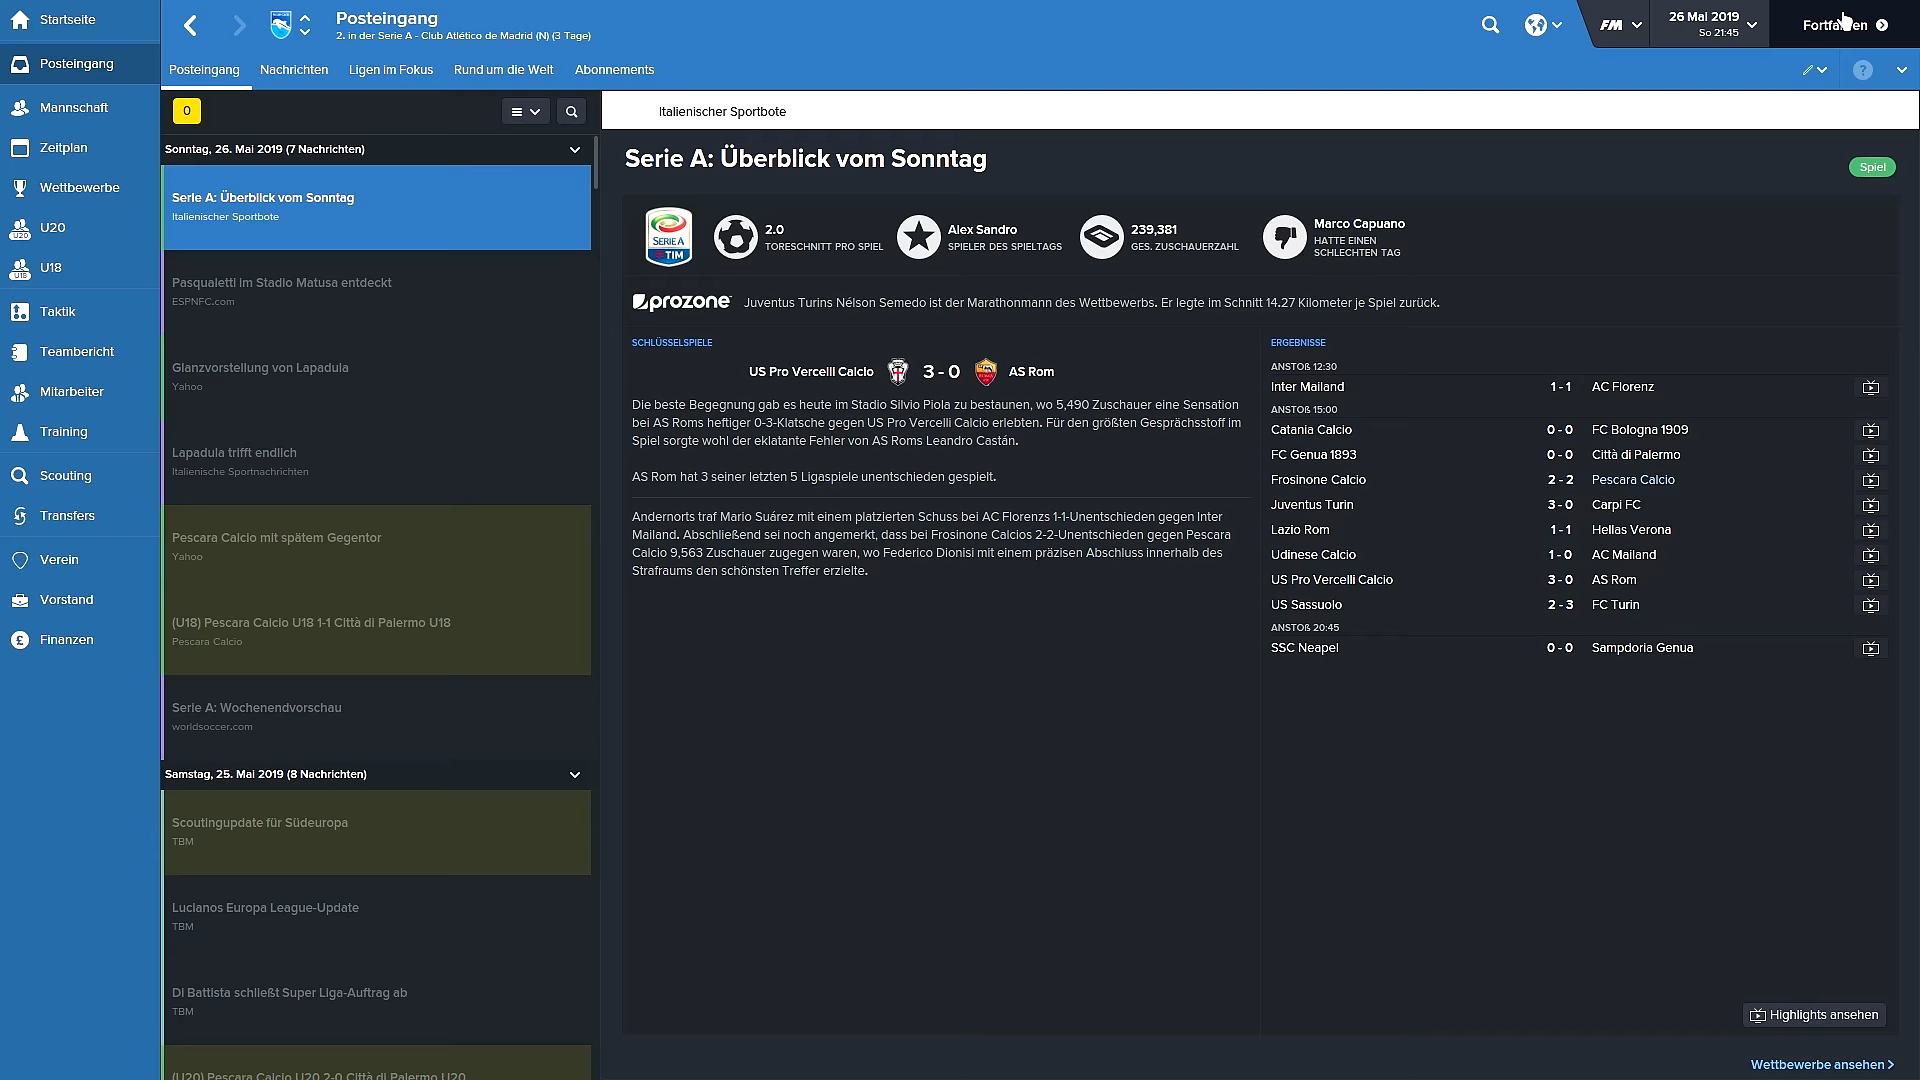 Startseite
Posteingang
Mannschaft
Zeitplan
Wettbewerbe
U20
U18
Taktik
Teambericht
Mitarbeiter
Training
Scouting
Transfers
Verein
Vorstand
Finanzen
Posteingang
2. in der Serie A - Club Atlético de Madrid (N) (3 Tage)
FM
26 Mai 2019
So 21:45
Posteingang Nachrichten Ligen im Fokus Rund um die Welt Abonnements
0
Sonntag, 26. Mai 2019 (7 Nachrichten)
Serie A: Überblick vom Sonntag
Italienischer Sportbote
Pasqualetti im Stadio Matusa entdeckt
ESPNFC.com
Glanzvorstellung von Lapadula
Yahoo
Lapadula trifft endlich
Italienische Sportnachrichten
Pescara Calcio mit spätem Gegentor
Yahoo
(U18) Pescara Calcio U18 1-1 Città di Palermo U18
Pescara Calcio
Serie A: Wochenendvorschau
worldsoccer.com
Samstag, 25. Mai 2019 (8 Nachrichten)
Scoutingupdate für Südeuropa
TBM
Lucianos Europa League-Update
TBM
Di Battista schließt Super Liga-Auftrag ab
TBM
(U20) Pescara Calcio U20 2-0 Città di Palermo U20
Italienischer Sportbote
Serie A: Überblick vom Sonntag
Spiel
SERIE A
TIM
2.0
TORESCHNITT PRO SPIEL
Alex Sandro
SPIELER DES SPIELTAGS
239,381
GES. ZUSCHAUERZAHL
Marco Capuano
HATTE EINEN
SCHLECHTEN TAG
prozone Juventus Turins Nélson Semedo ist der Marathonmann des Wettbewerbs. Er legte im Schnitt 14.27 Kilometer je Spiel zurück.
SCHLÜSSELSPIELE
US Pro Vercelli Calcio 3 - 0 AS Rom
Die beste Begegnung gab es heute im Stadio Silvio Piola zu bestaunen, wo 5,490 Zuschauer eine Sensation
bei AS Roms heftiger 0-3-Klatsche gegen US Pro Vercelli Calcio erlebten. Für den größten Gesprächsstoff im
Spiel sorgte wohl der eklatante Fehler von AS Roms Leandro Castán.
AS Rom hat 3 seiner letzten 5 Ligaspiele unentschieden gespielt.
Andernorts traf Mario Suárez mit einem platzierten Schuss bei AC Florenzs 1-1-Unentschieden gegen Inter
Mailand. Abschließend sei noch angemerkt, dass bei Frosinone Calcios 2-2-Unentschieden gegen Pescara
Calcio 9,563 Zuschauer zugegen waren, wo Federico Dionisi mit einem präzisen Abschluss innerhalb des
Strafraums den schönsten Treffer erzielte.
ERGEBNISSE
ANSTOß 12:30
Inter Mailand 1 - 1 AC Florenz
ANSTOß 15:00
Catania Calcio 0 - 0 FC Bologna 1909
FC Genua 1893 0 - 0 Città di Palermo
Frosinone Calcio 2 - 2 Pescara Calcio
Juventus Turin 3 - 0 Carpi FC
Lazio Rom 1 - 1 Hellas Verona
Udinese Calcio 1 - 0 AC Mailand
US Pro Vercelli Calcio 3 - 0 AS Rom
US Sassuolo 2 - 3 FC Turin
ANSTOß 20:45
SSC Neapel 0 - 0 Sampdoria Genua
Highlights ansehen
Wettbewerbe ansehen >